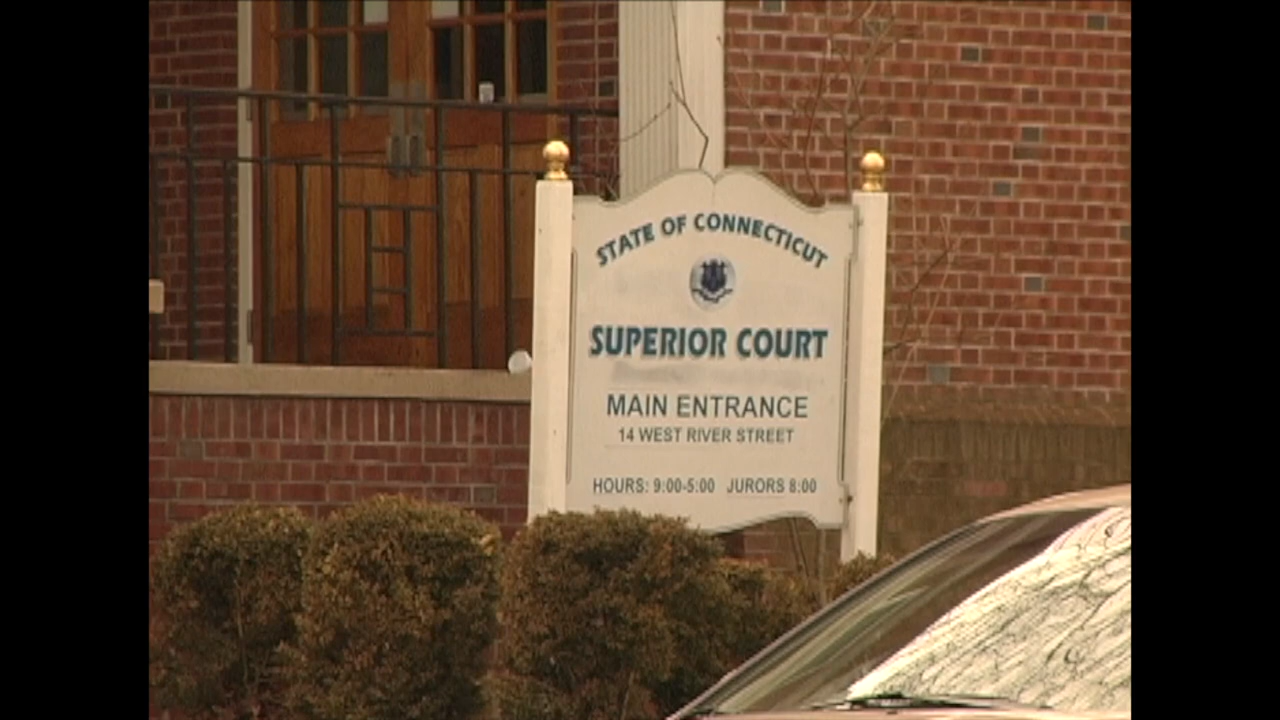 STATE OF CONNECTICUT
SUPERIOR COURT
MAIN ENTRANCE
14 WEST RIVER STREET
HOURS: 9:00-5:00 JURORS 8:00